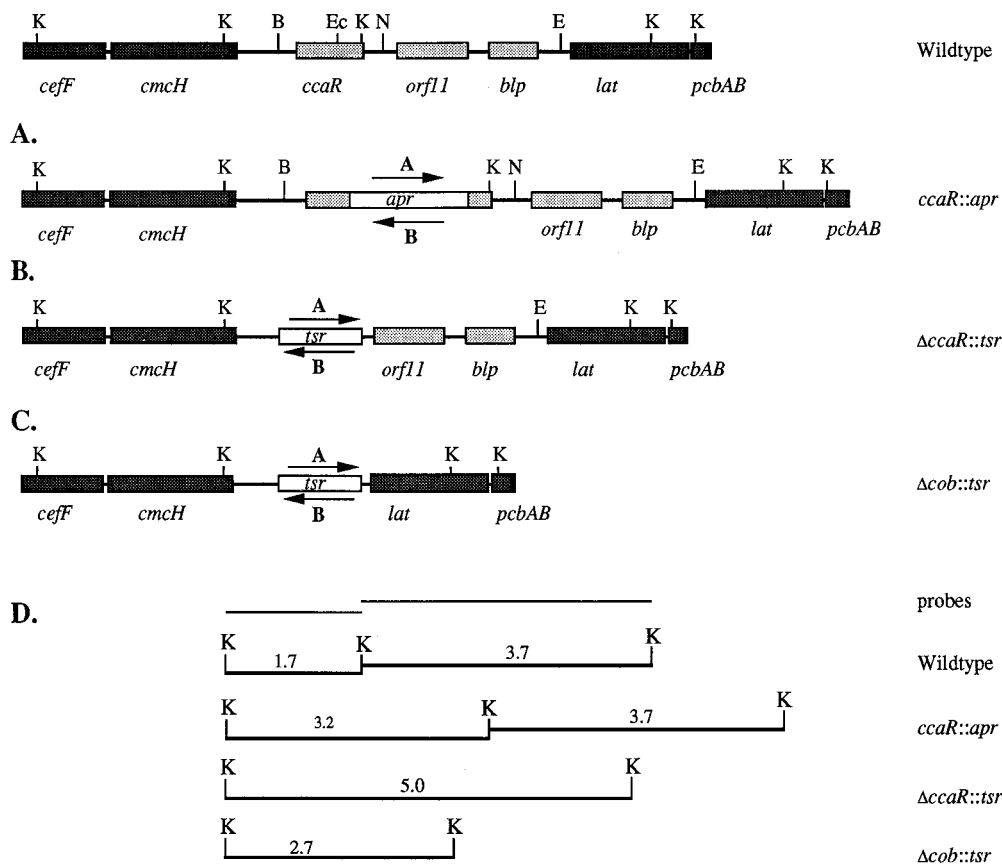 K K B Ec K N E K K
Wildtype
cefF cmcH ccaR orf11 blp lat pcbAB
A.
K K B A K N E K K
apr
ccaR::apr
B
cefF cmcH orf11 blp lat pcbAB
B.
K K A E K K
tsr
ΔccaR::tsr
B
cefF cmcH orf11 blp lat pcbAB
C.
K K A K K
tsr
Δcob::tsr
B
cefF cmcH lat pcbAB
probes
D.
K K K
1.7 3.7
Wildtype
K K K
3.2 3.7
ccaR::apr
K K
5.0
ΔccaR::tsr
K K
2.7
Δcob::tsr